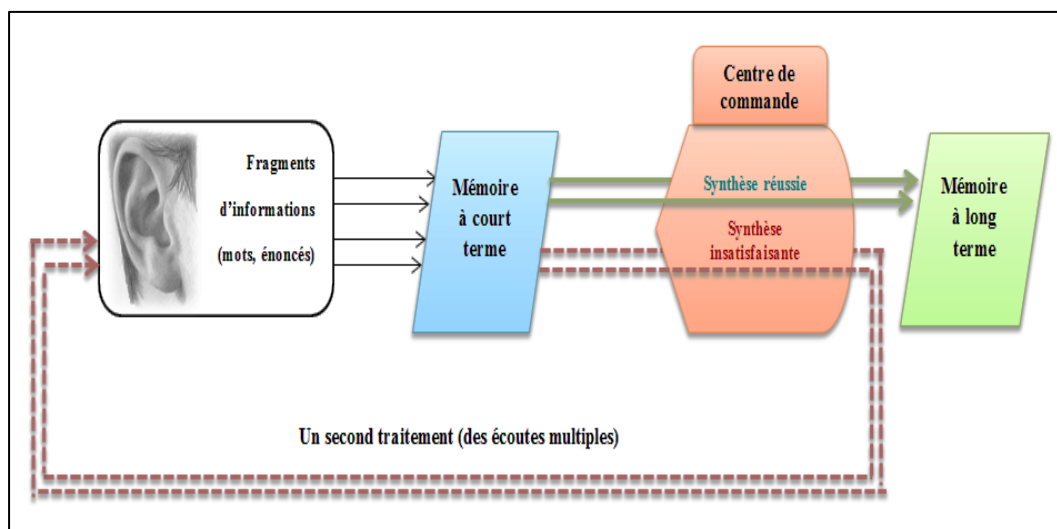 Centre de
commande
Fragments
d'informations
(mots, énoncés)
Mémoire
à court
terme
Synthèse réussie
Synthèse
insatisfaisante
Mémoire
à long
terme
Un second traitement (des écoutes multiples)